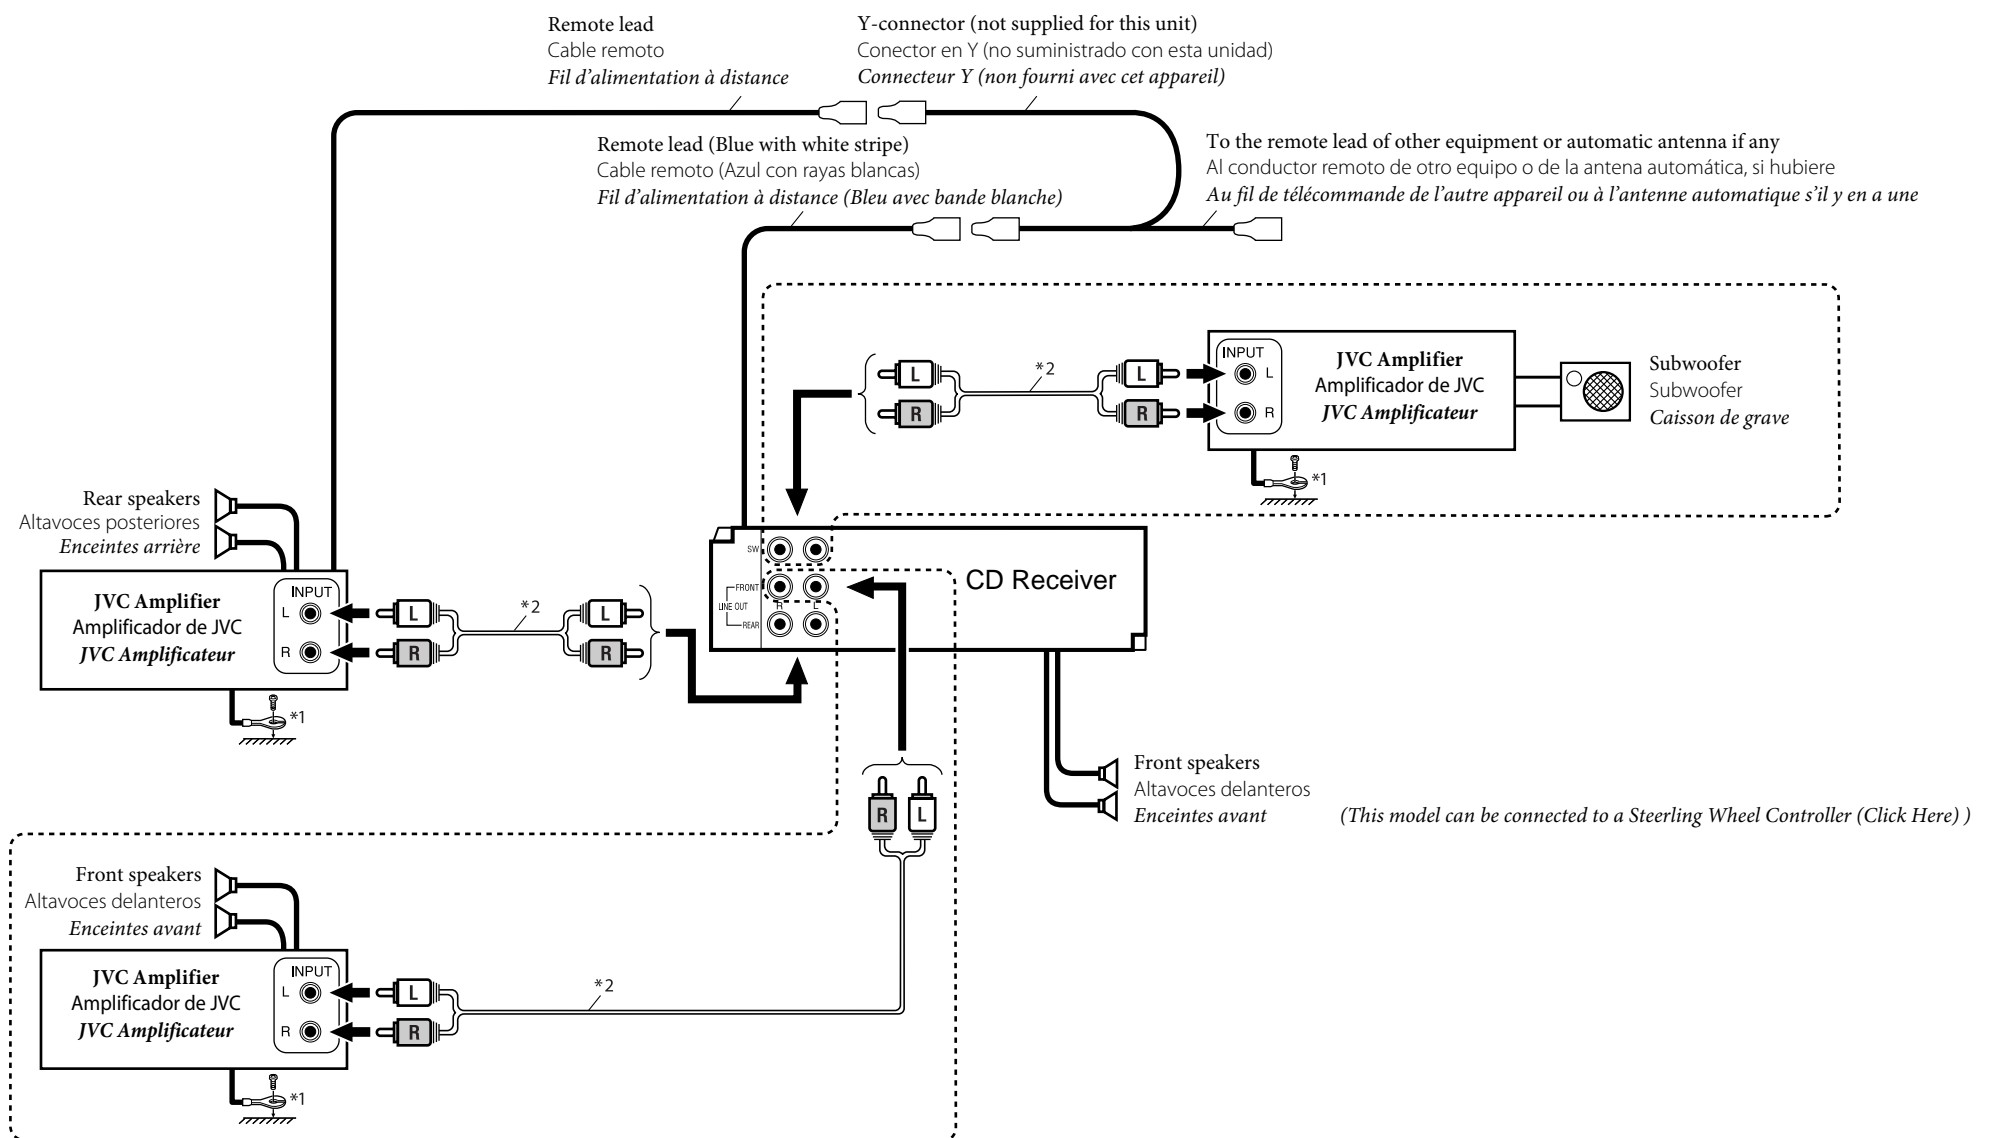 Remote lead
Cable remoto
Fil d'alimentation à distance
Y-connector (not supplied for this unit)
Conector en Y (no suministrado con esta unidad)
Connecteur Y (non fourni avec cet appareil)
Remote lead (Blue with white stripe)
Cable remoto (Azul con rayas blancas)
Fil d'alimentation à distance (Bleu avec bande blanche)
To the remote lead of other equipment or automatic antenna if any
Al conductor remoto de otro equipo o de la antena automática, si hubiere
Au fil de télécommande de l'autre appareil ou à l'antenne automatique s'il y en a une
L
R
*2
L
R
INPUT
L
R
JVC Amplifier
Amplificador de JVC
JVC Amplificateur
*1
Subwoofer
Subwoofer
Caisson de grave
Rear speakers
Altavoces posteriores
Enceintes arrière
JVC Amplifier
Amplificador de JVC
JVC Amplificateur
INPUT
L
R
*1
L
R
*2
L
R
SW
FRONT
LINE OUT
R L
REAR
CD Receiver
Front speakers
Altavoces delanteros
Enceintes avant
(This model can be connected to a Steerling Wheel Controller (Click Here) )
R L
Front speakers
Altavoces delanteros
Enceintes avant
JVC Amplifier
Amplificador de JVC
JVC Amplificateur
INPUT
L
R
L
R
*2
*1